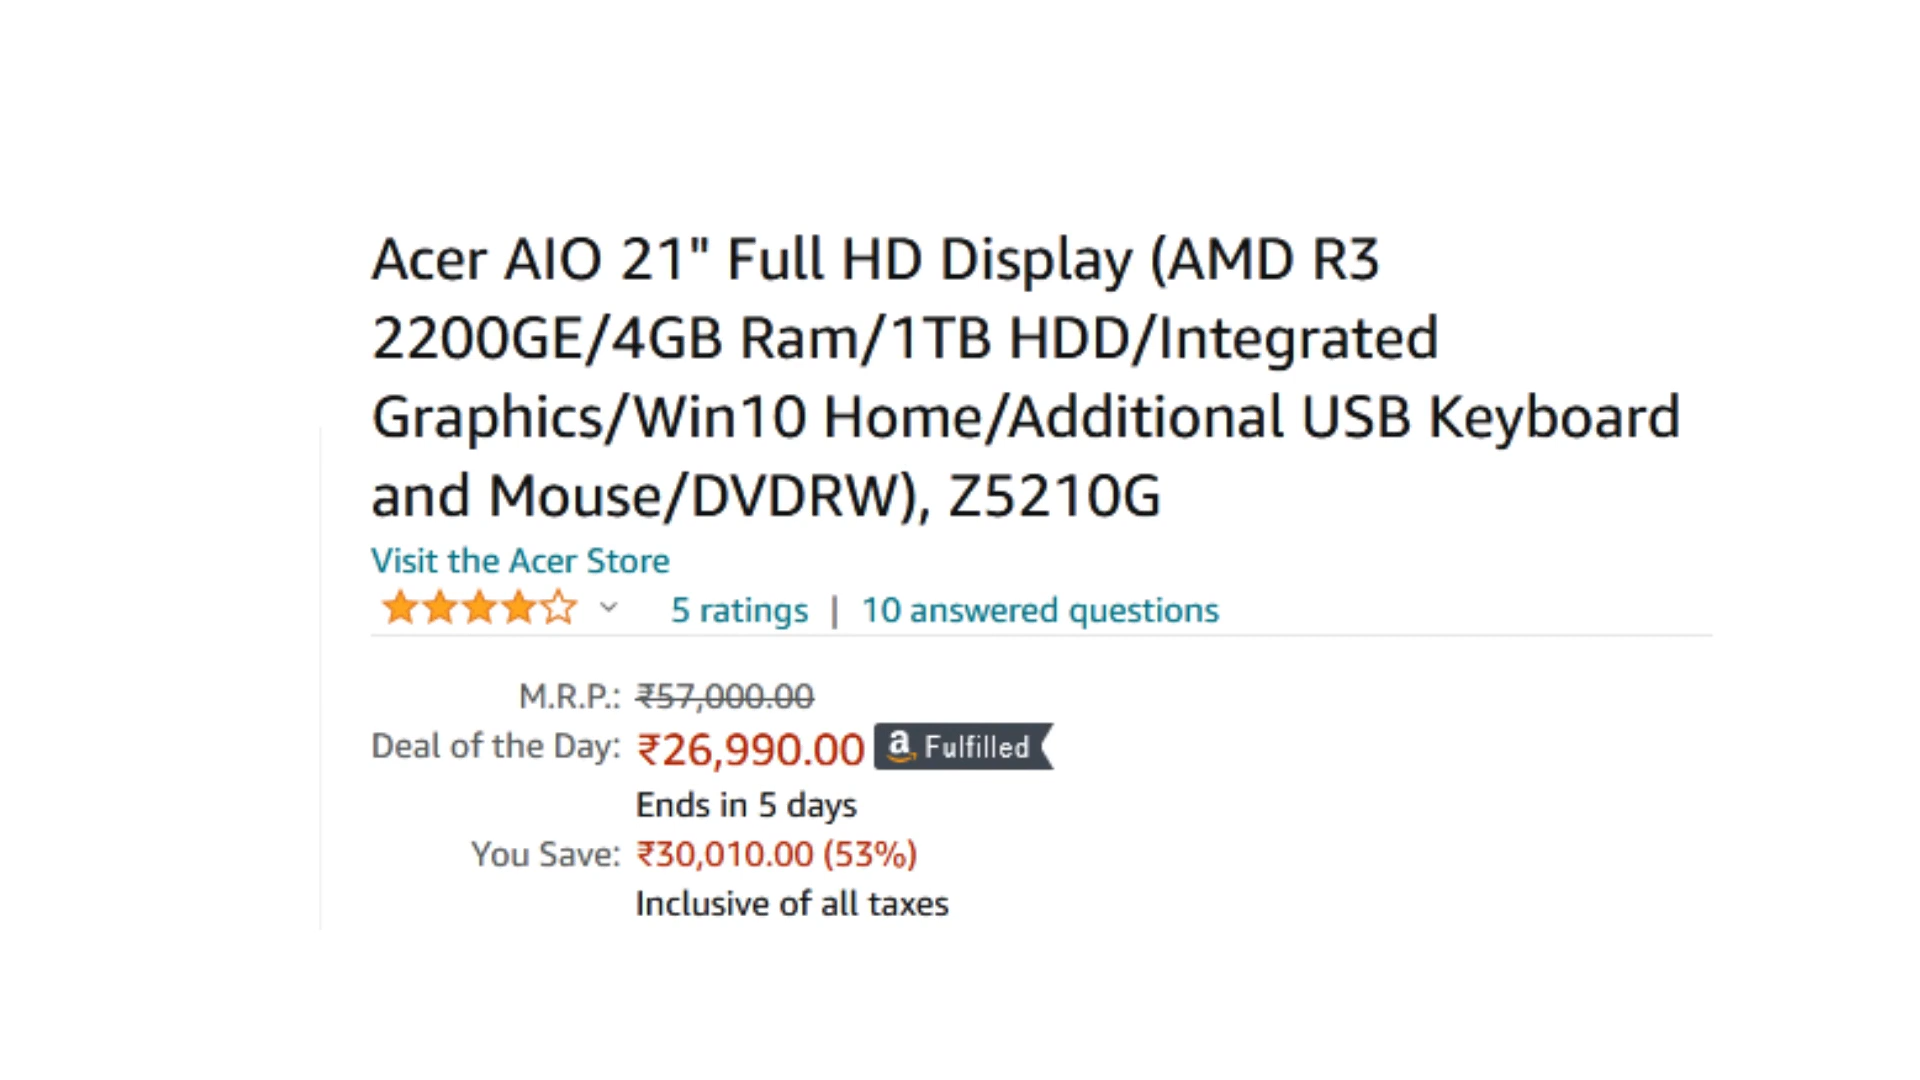 Acer AIO 21" Full HD Display (AMD R3
2200GE/4GB Ram/1TB HDD/Integrated
Graphics/Win10 Home/Additional USB Keyboard
and Mouse/DVDRW), Z5210G
Visit the Acer Store
5 ratings | 10 answered questions
M.R.P.: ₹57,000.00
Deal of the Day: ₹26,990.00 a Fulfilled
Ends in 5 days
You Save: ₹30,010.00 (53%)
Inclusive of all taxes